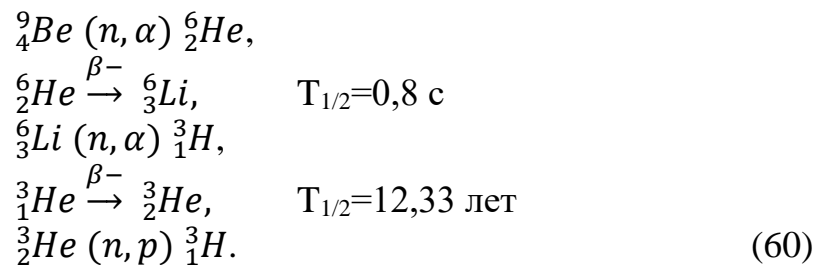 ⁹₄Be (n, α) ⁶₂He,
⁶₂He β−→ ⁶₃Li, T₁/₂=0,8 с
⁶₃Li (n, α) ³₁H,
³₁He β−→ ³₂He, T₁/₂=12,33 лет
³₂He (n, p) ³₁H. (60)